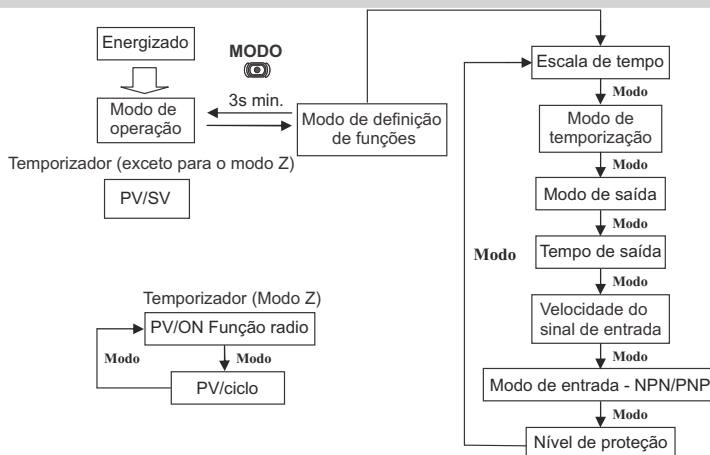 Energizado
MODO
3s min.
Modo de
operação
Modo de definição
de funções
Temporizador (exceto para o modo Z)
PV/SV
Temporizador (Modo Z)
PV/ON Função radio
Modo
Modo
PV/ciclo
Escala de tempo
Modo
Modo de
temporização
Modo
Modo de saída
Modo
Modo
Tempo de saída
Modo
Velocidade do
sinal de entrada
Modo
Modo de entrada - NPN/PNP
Modo
Nível de proteção